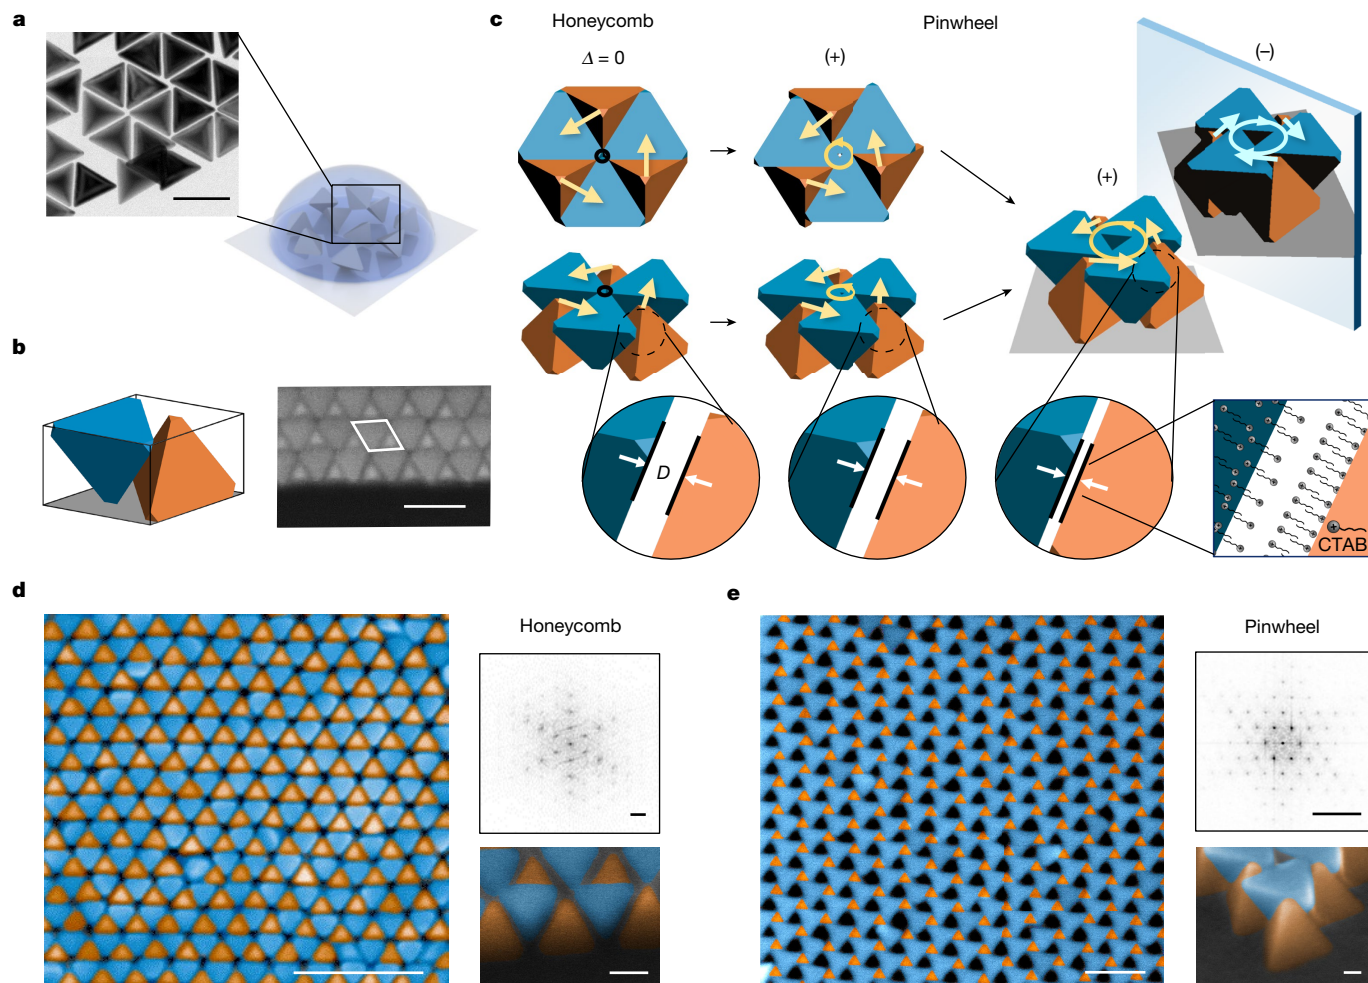 a
b
c
Honeycomb
Pinwheel
Δ = 0
(+)
(–)
(+)
D
CTAB
+
d
Honeycomb
e
Pinwheel